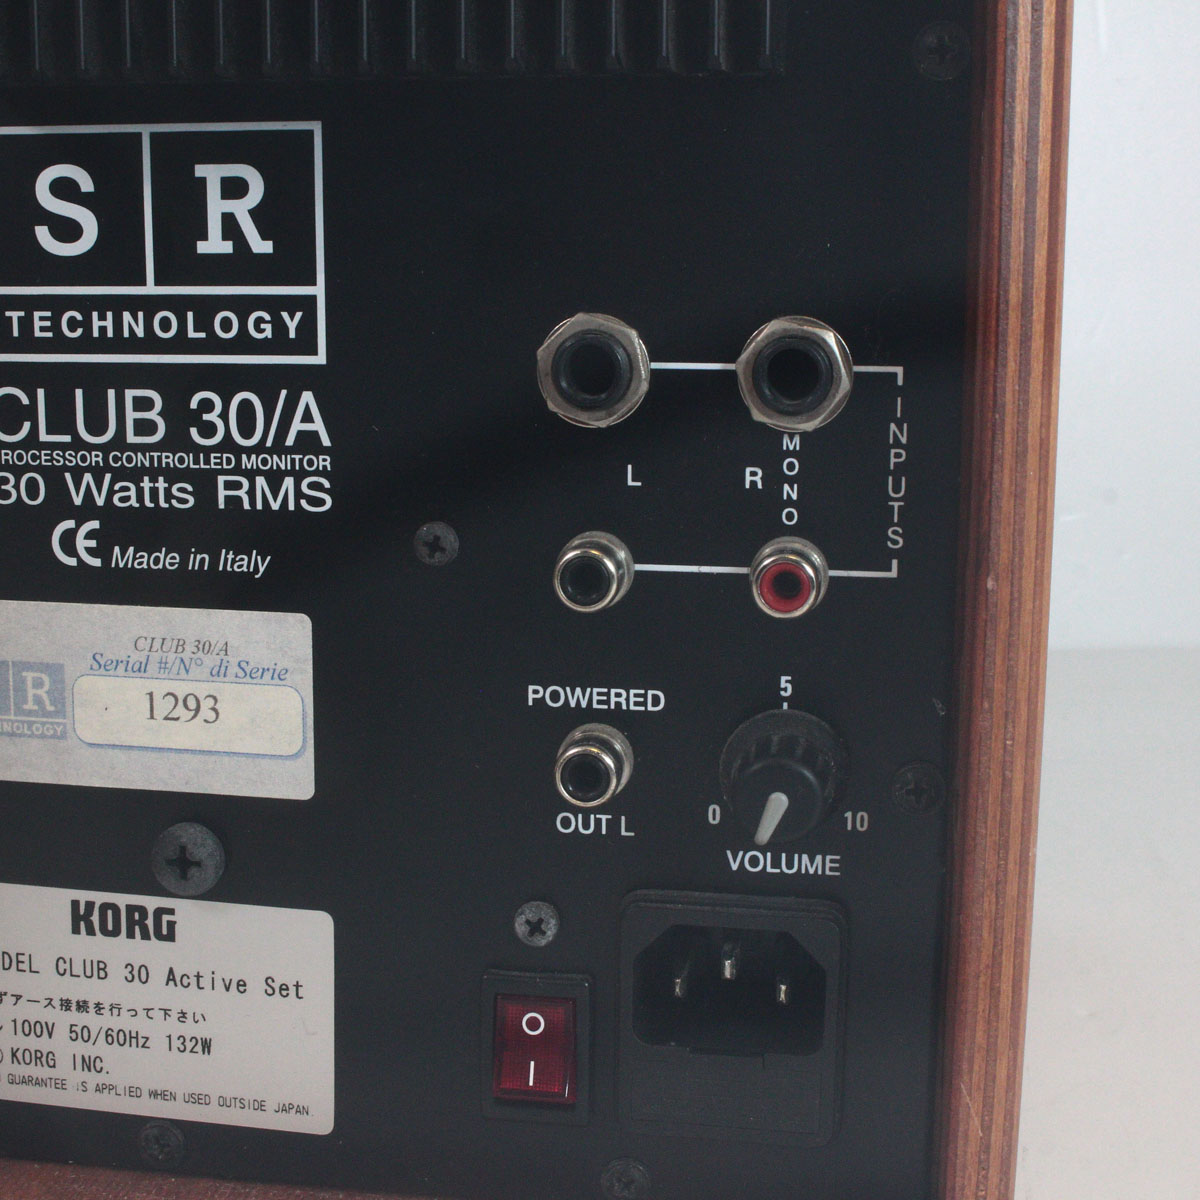 S R
TECHNOLOGY
CLUB 30/A
ROCESSOR CONTROLLED MONITOR
30 Watts RMS
CE Made in Italy
L
R
MONO
INPUTS
CLUB 30/A
Serial #/N° di Serie
R
1293
NOLOGY
POWERED
OUT L
5
0
10
VOLUME
KORG
DEL CLUB 30 Active Set
ずアース接続を行って下さい
100V 50/60Hz 132W
KORG INC.
GUARANTEE IS APPLIED WHEN USED OUTSIDE JAPAN.
O
I